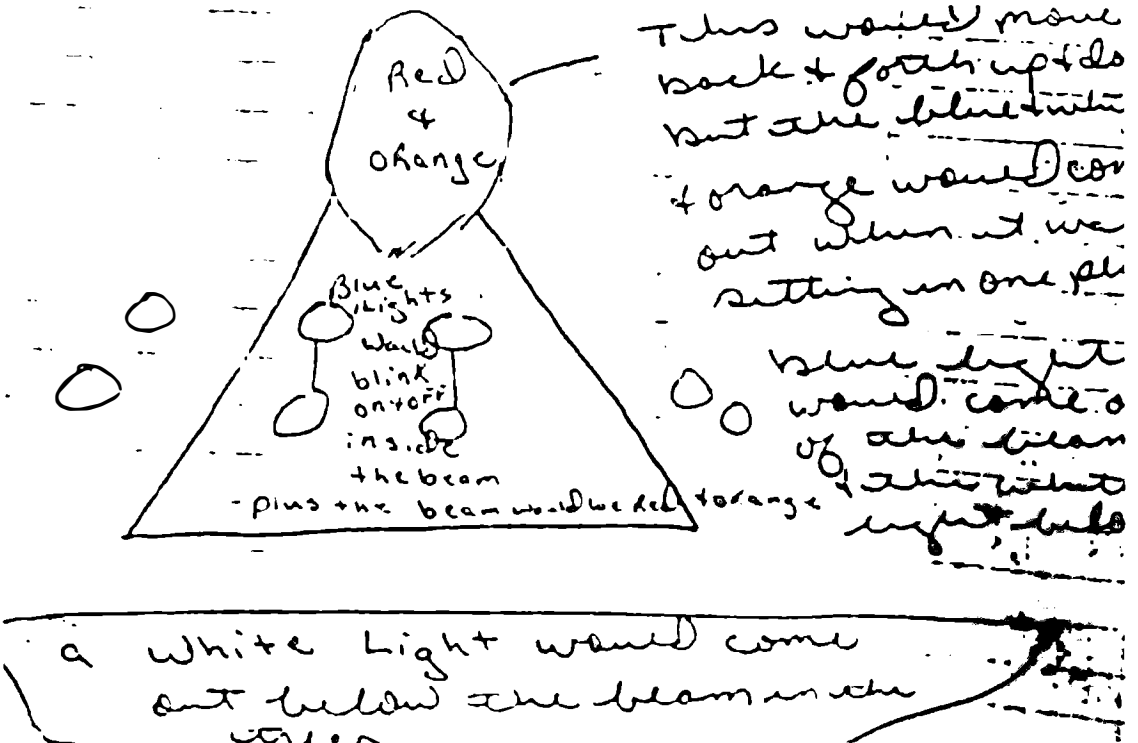 Red
&
Orange
This would move
back & forth up & do
but the blue & whi
& orange would com
out when it wa
sitting in one pl
Blue
Lights
would
blink
on + off
inside
the beam
- plus the beam would be Red & orange
Blue light
would come o
of the beam
& the white
light belo
a white Light would come
out below the beam in the